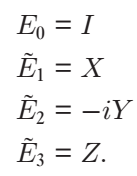 E₀ = I
Ẽ₁ = X
Ẽ₂ = −iY
Ẽ₃ = Z.